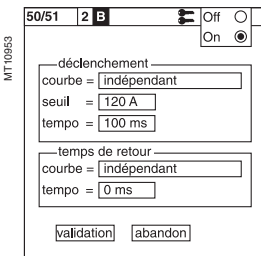 50/51 2 B Off
On
MT10953
déclenchement
courbe = indépendant
seuil = 120 A
tempo = 100 ms
temps de retour
courbe = indépendant
tempo = 0 ms
validation abandon